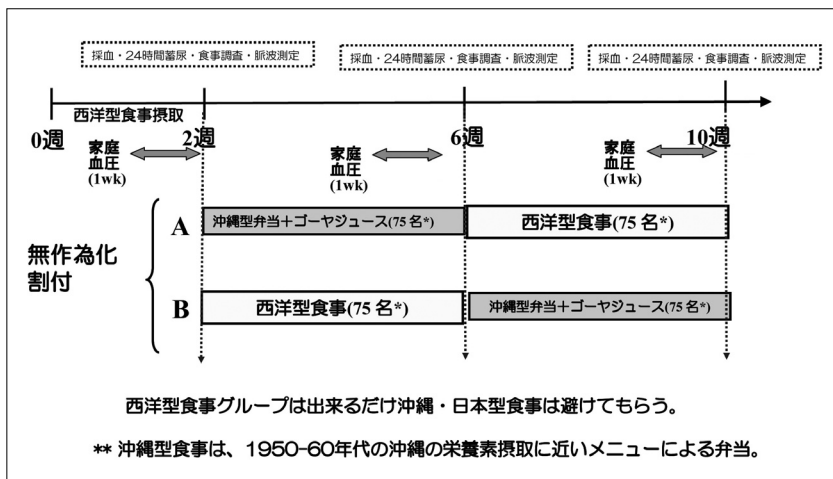 採血・24時間蓄尿・食事調査・脈波測定
採血・24時間蓄尿・食事調査・脈波測定
採血・24時間蓄尿・食事調査・脈波測定
西洋型食事摂取
0週
2週
6週
10週
家庭
血圧
(1wk)
家庭
血圧
(1wk)
家庭
血圧
(1wk)
無作為化
割付
A
沖縄型弁当+ゴーヤジュース(75 名*)
西洋型食事(75 名*)
B
西洋型食事(75 名*)
沖縄型弁当+ゴーヤジュース(75 名*)
西洋型食事グループは出来るだけ沖縄・日本型食事は避けてもらう。
** 沖縄型食事は、1950-60年代の沖縄の栄養素摂取に近いメニューによる弁当。